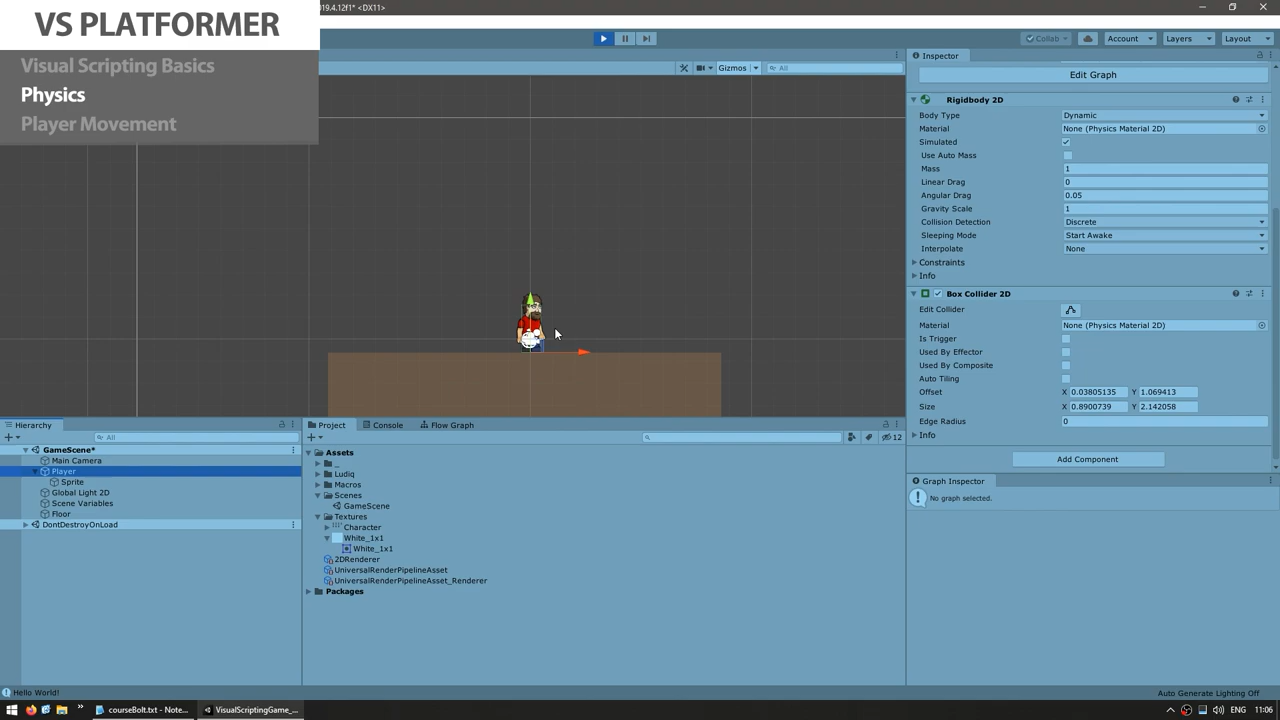 019.4.12f1* <DX11>
VS PLATFORMER
Visual Scripting Basics
Physics
Player Movement
Collab
Account
Layers
Layout
Gizmos
All
Inspector
Edit Graph
Rigidbody 2D
Body Type Dynamic
Material None (Physics Material 2D)
Simulated
Use Auto Mass
Mass 1
Linear Drag 0
Angular Drag 0.05
Gravity Scale 1
Collision Detection Discrete
Sleeping Mode Start Awake
Interpolate None
Constraints
Info
Box Collider 2D
Edit Collider
Material None (Physics Material 2D)
Is Trigger
Used By Effector
Used By Composite
Auto Tiling
Offset X 0.03805135 Y 1.069413
Size X 0.8900739 Y 2.142058
Edge Radius 0
Info
Add Component
Graph Inspector
No graph selected.
Hierarchy
All
GameScene*
Main Camera
Player
Sprite
Global Light 2D
Scene Variables
Floor
DontDestroyOnLoad
Project
Console
Flow Graph
12
Assets
_
Ludiq
Macros
Scenes
GameScene
Textures
Character
White_1x1
White_1x1
2DRenderer
UniversalRenderPipelineAsset
UniversalRenderPipelineAsset_Renderer
Packages
Hello World!
Auto Generate Lighting Off
courseBolt.txt - Note...
VisualScriptingGame_...
ENG
11:06